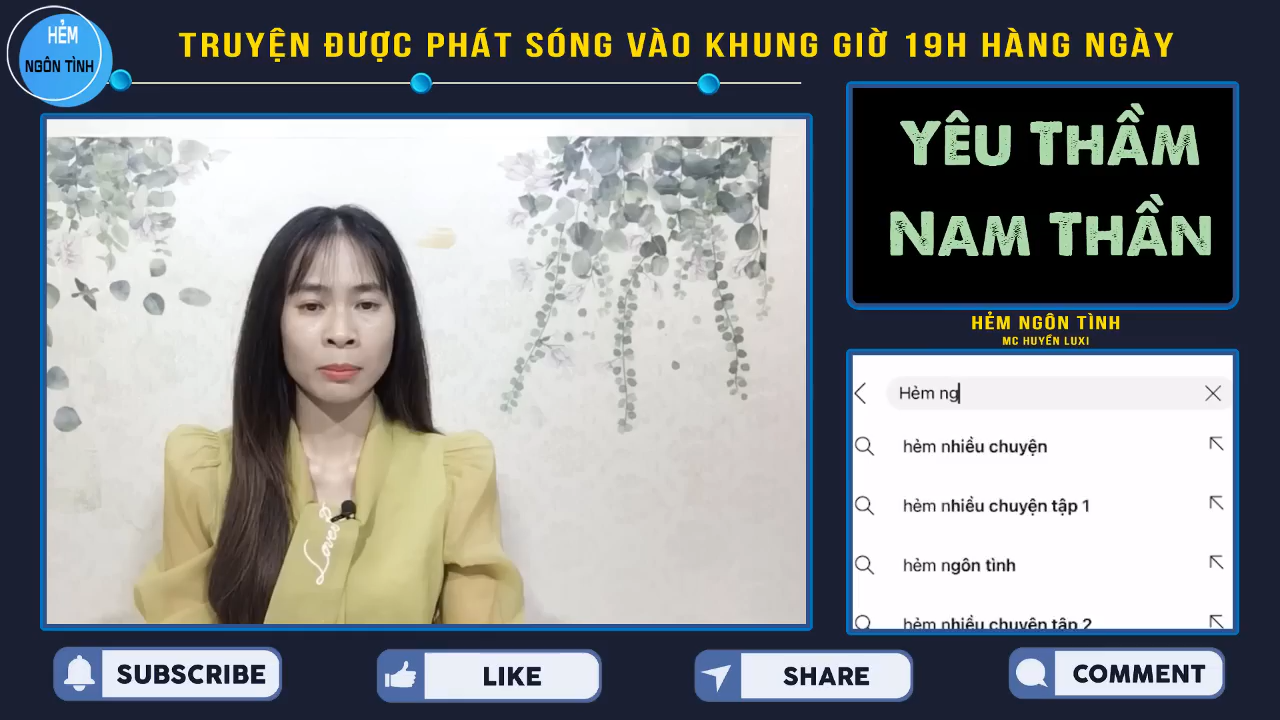 HẺM
NGÔN TÌNH
TRUYỆN ĐƯỢC PHÁT SÓNG VÀO KHUNG GIỜ 19H HÀNG NGÀY
YÊU THẦM
NAM THẦN
HẺM NGÔN TÌNH
MC HUYỀN LUXI
Hẻm ng
hẻm nhiều chuyện
hẻm nhiều chuyện tập 1
hẻm ngôn tình
hẻm nhiều chuyện tập 2
SUBSCRIBE
LIKE
SHARE
COMMENT